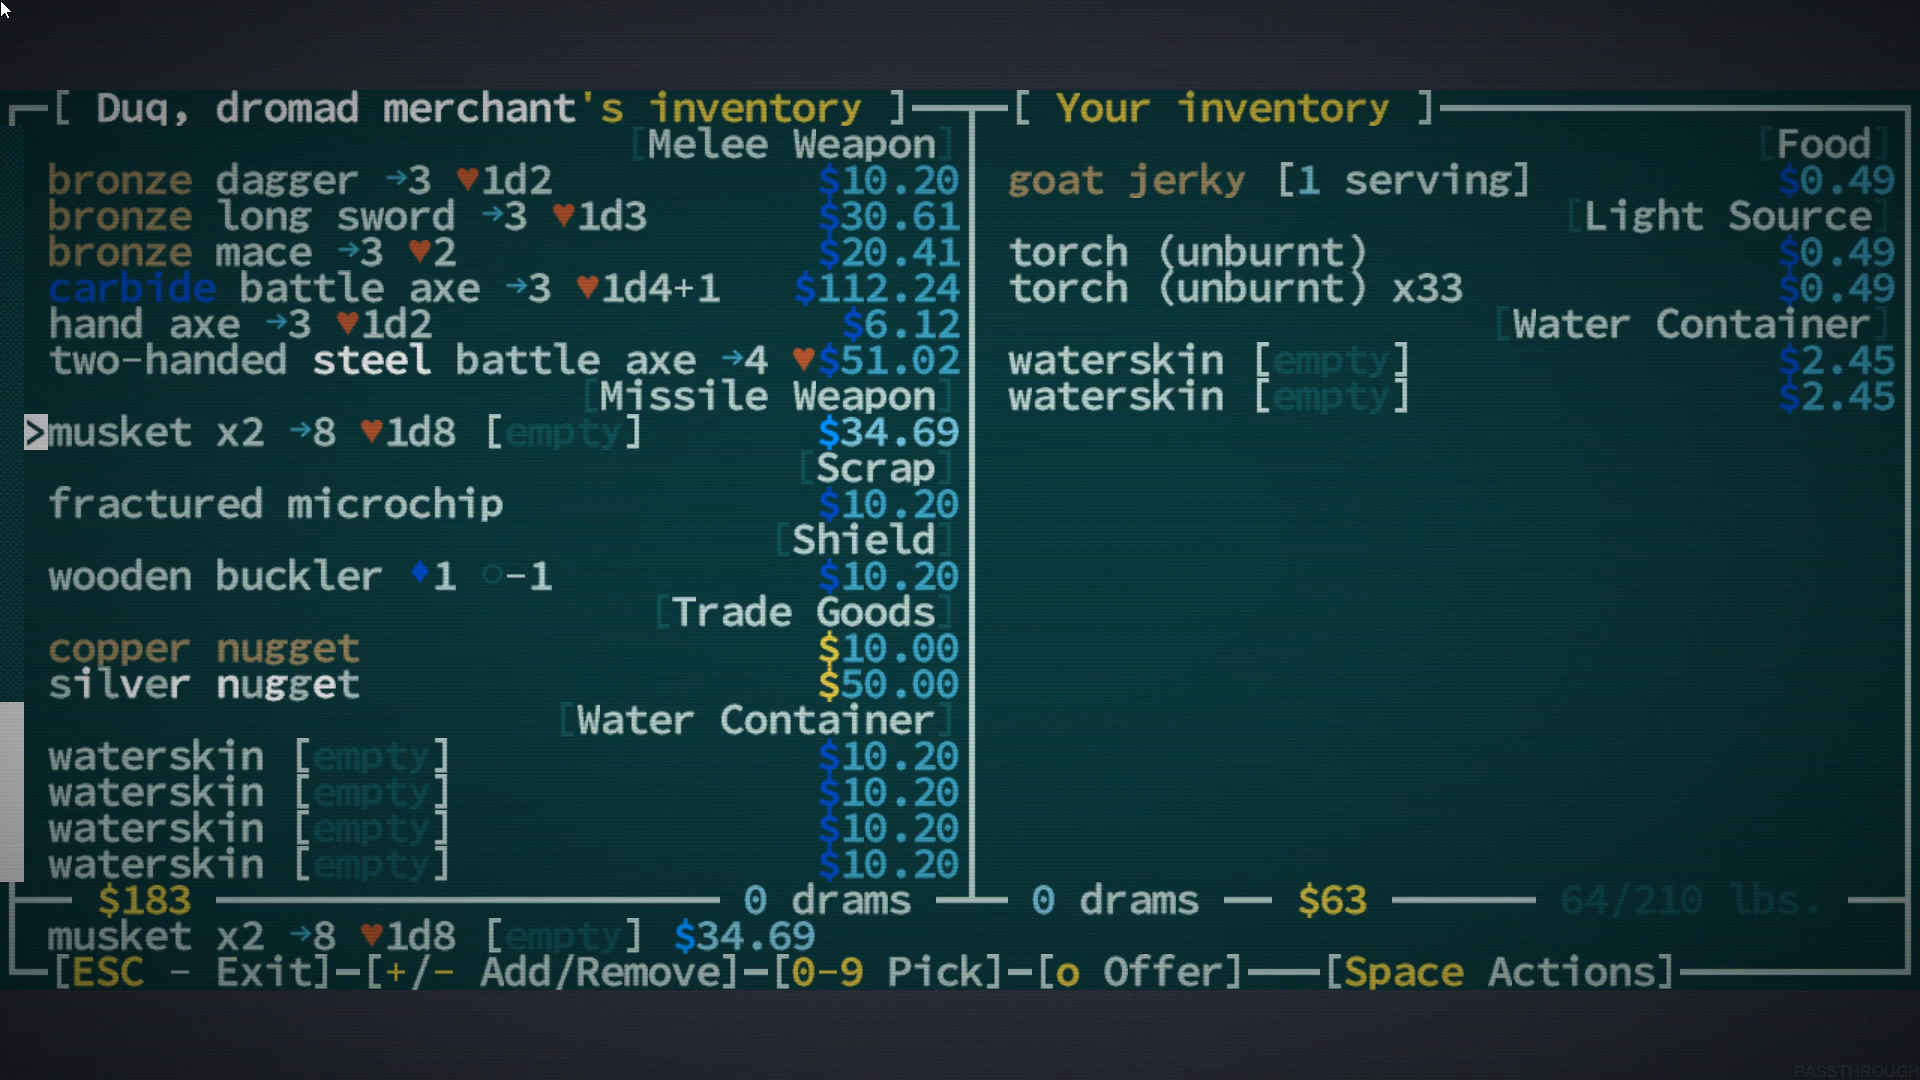 [ Duq, dromad merchant's inventory ]
[Melee Weapon]
bronze dagger →3 ♥1d2 $10.20
bronze long sword →3 ♥1d3 $30.61
bronze mace →3 ♥2 $20.41
carbide battle axe →3 ♥1d4+1 $112.24
hand axe →3 ♥1d2 $6.12
two-handed steel battle axe →4 ♥$51.02
[Missile Weapon]
>musket x2 →8 ♥1d8 [empty] $34.69
[Scrap]
fractured microchip $10.20
[Shield]
wooden buckler ♦1 ○-1 $10.20
[Trade Goods]
copper nugget $10.00
silver nugget $50.00
[Water Container]
waterskin [empty] $10.20
waterskin [empty] $10.20
waterskin [empty] $10.20
waterskin [empty] $10.20
$183 0 drams
[ Your inventory ]
[Food]
goat jerky [1 serving] $0.49
[Light Source]
torch (unburnt) $0.49
torch (unburnt) x33 $0.49
[Water Container]
waterskin [empty] $2.45
waterskin [empty] $2.45
0 drams $63 64/210 lbs.
musket x2 →8 ♥1d8 [empty] $34.69
[ESC - Exit] [+/- Add/Remove] [0-9 Pick] [o Offer] [Space Actions]
PASSTHROUGH